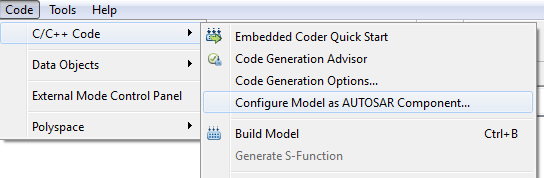 Code Tools Help
C/C++ Code
Data Objects
External Mode Control Panel
Polyspace
Embedded Coder Quick Start
Code Generation Advisor
Code Generation Options...
Configure Model as AUTOSAR Component...
Build Model Ctrl+B
Generate S-Function